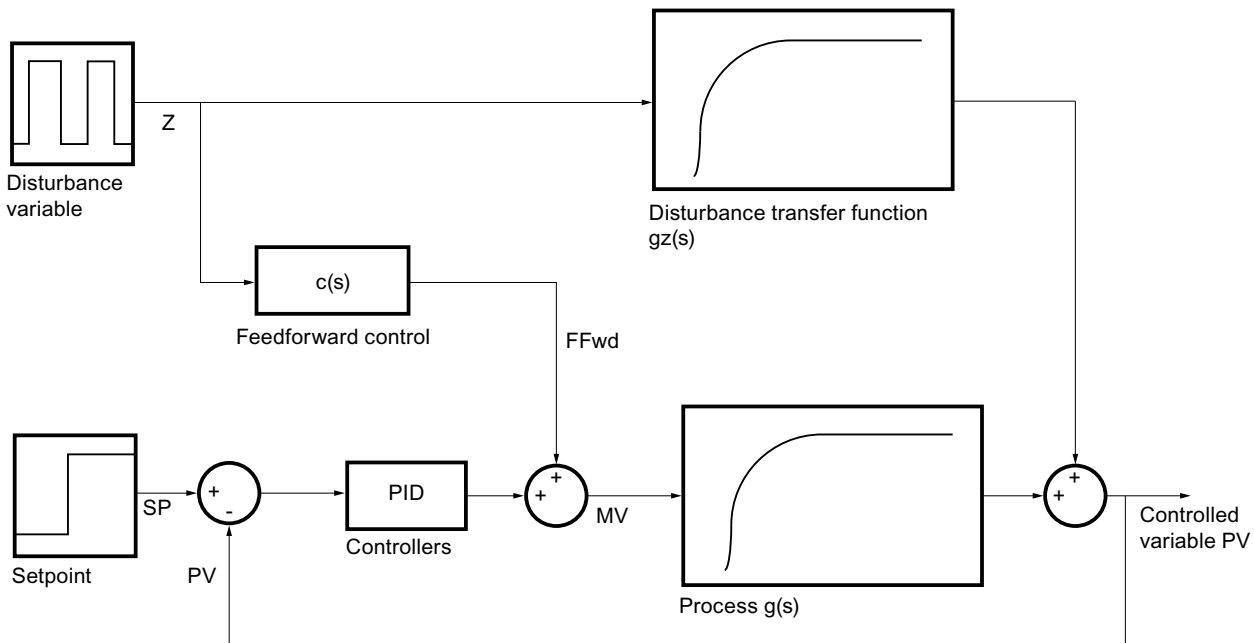 Z
Disturbance
variable
Disturbance transfer function
gz(s)
c(s)
Feedforward control
FFwd
+
+
+
SP
+
-
PID
+
MV
+
Controlled
variable PV
Controllers
Setpoint
PV
Process g(s)